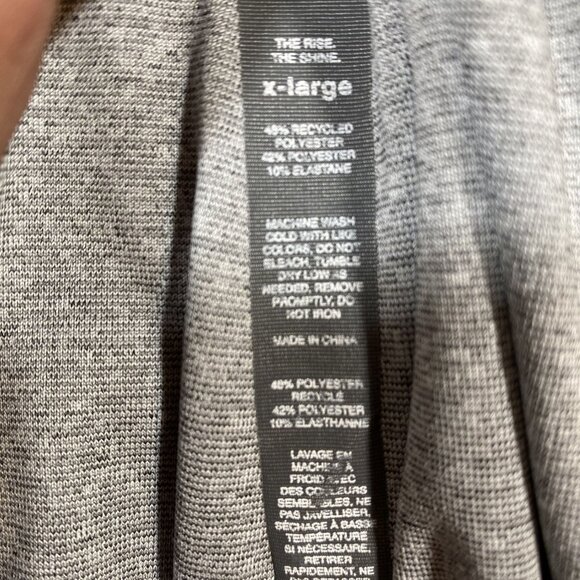 THE RISE.
THE SHINE.
x-large
48% RECYCLED
POLYESTER
42% POLYESTER
10% ELASTANE
MACHINE WASH
COLD WITH LIKE
COLORS, DO NOT
BLEACH, TUMBLE
DRY LOW AS
NEEDED, REMOVE
PROMPTLY, DO
NOT IRON
MADE IN CHINA
48% POLYESTER
RECYCLÉ
42% POLYESTER
10% ÉLASTHANNE
LAVAGE EN
MACHINE À
FROID AVEC
DES COULEURS
SEMBLABLES, NE
PAS JAVELLISER,
SÉCHAGE À BASSE
TEMPÉRATURE
SI NÉCESSAIRE,
RETIRER
RAPIDEMENT, NE